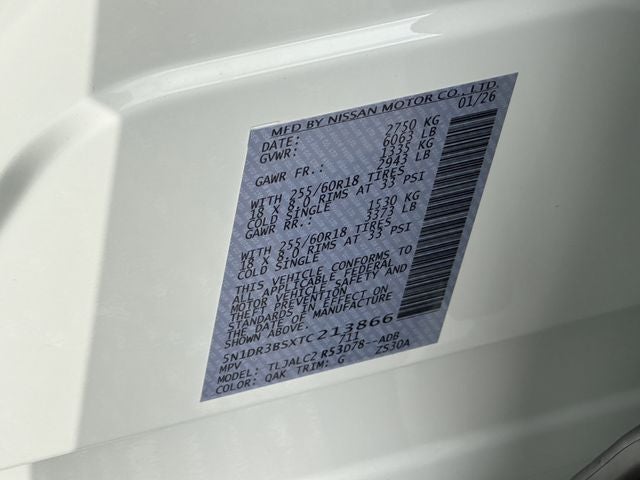 MFD BY NISSAN MOTOR CO., LTD.
DATE: 01/26
GVWR: 2750 KG
6063 LB
GAWR FR.: 1335 KG
2943 LB
WITH 255/60R18 TIRES
18 X 8.0 RIMS AT 33 PSI
COLD SINGLE
GAWR RR.: 1530 KG
3373 LB
WITH 255/60R18 TIRES
18 X 8.0 RIMS AT 33 PSI
COLD SINGLE
THIS VEHICLE CONFORMS TO
ALL APPLICABLE FEDERAL
MOTOR VEHICLE SAFETY AND
THEFT PREVENTION
STANDARDS IN EFFECT ON
DATE OF MANUFACTURE
SHOWN ABOVE.
5N1DR3BSXTC213866
MPV 711
MODEL: TLJALC2 R53D78--ADB
COLOR: QAK TRIM: G Z530A